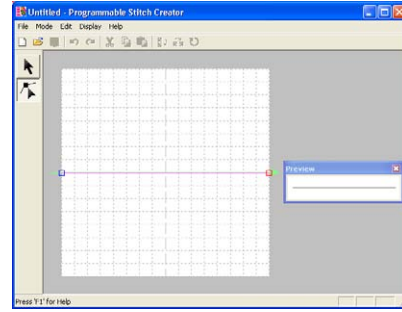 Untitled - Programmable Stitch Creator
File Mode Edit Display Help
Preview
Press 'F1' for Help